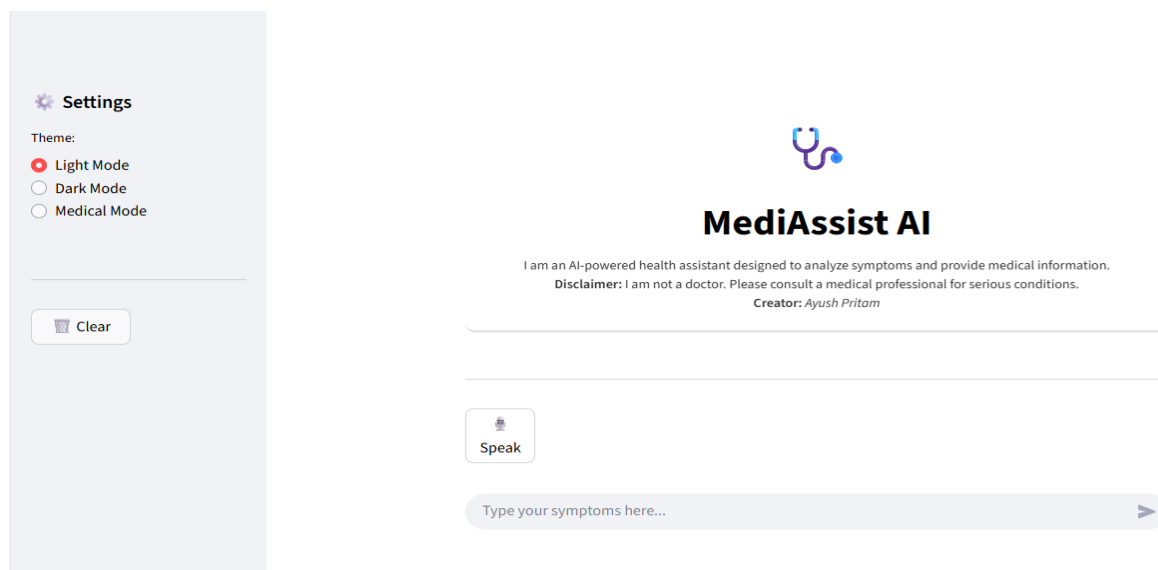 Settings
Theme:
Light Mode
Dark Mode
Medical Mode
Clear
MediAssist AI
I am an AI-powered health assistant designed to analyze symptoms and provide medical information.
Disclaimer: I am not a doctor. Please consult a medical professional for serious conditions.
Creator: Ayush Pritam
Speak
Type your symptoms here...